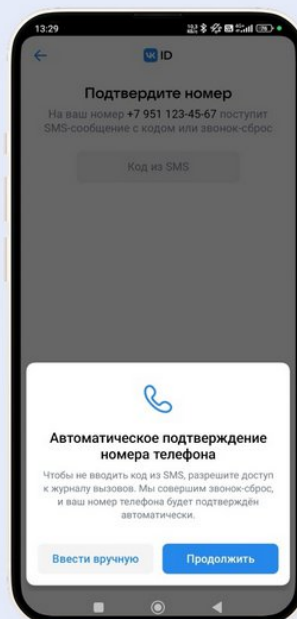 13:29
VK ID
Подтвердите номер
На ваш номер +7 951 123-45-67 поступит
SMS-сообщение с кодом или звонок-сброс
Код из SMS
Автоматическое подтверждение
номера телефона
Чтобы не вводить код из SMS, разрешите доступ
к журналу вызовов. Мы совершим звонок-сброс,
и ваш номер телефона будет подтверждён
автоматически.
Ввести вручную Продолжить